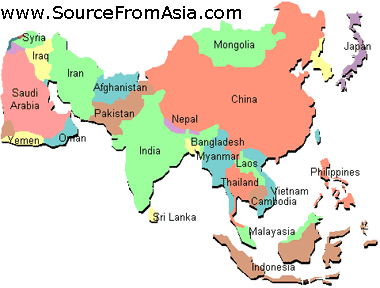 www.SourceFromAsia.com
Syria
Iraq
Iran
Saudi
Arabia
Yemen
Oman
Afghanistan
Pakistan
Mongolia
China
Japan
Nepal
India
Bangladesh
Myanmar
Laos
Thailand
Vietnam
Cambodia
Philippines
Sri Lanka
Malayasia
Indonesia